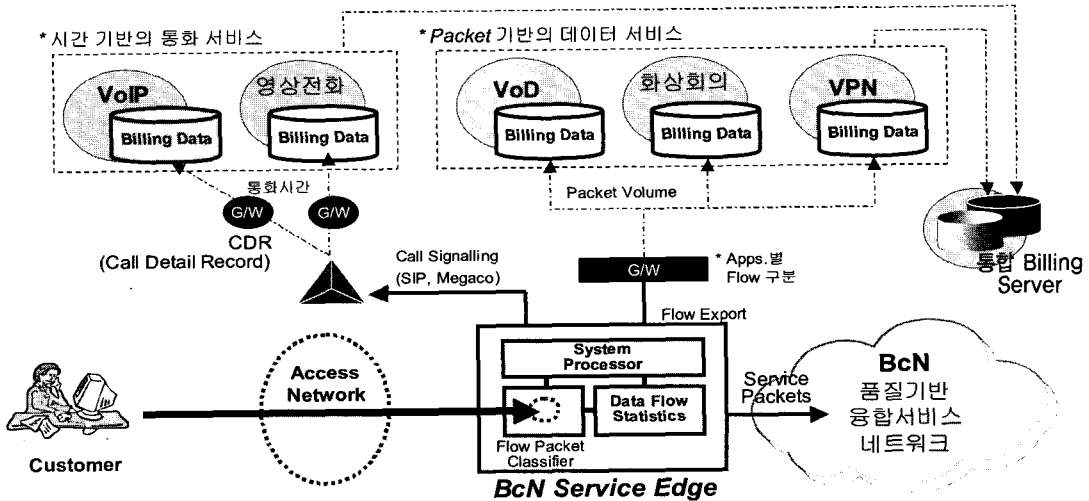 * 시간 기반의 통화 서비스
VoIP
Billing Data
영상전화
Billing Data
* Packet 기반의 데이터 서비스
VoD
Billing Data
화상회의
Billing Data
VPN
Billing Data
통화시간
G/W
G/W
CDR
(Call Detail Record)
Packet Volume
Call Signalling
(SIP, Megaco)
G/W
* Apps.별
Flow 구분
통합 Billing
Server
Flow Export
System
Processor
Data Flow
Statistics
Flow Packet
Classifier
BcN Service Edge
Access
Network
Customer
Service
Packets
BcN
품질기반
융합서비스
네트워크